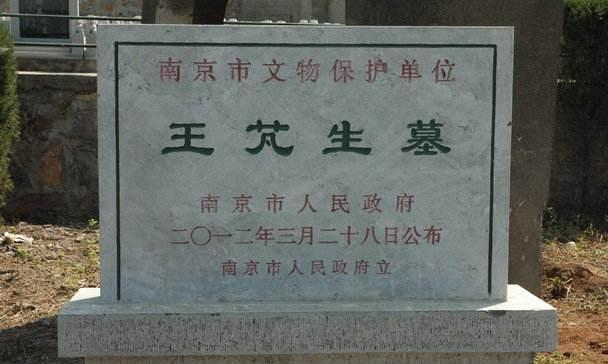 南京市文物保护单位
王芃生墓
南京市人民政府
二〇一二年三月二十八日公布
南京市人民政府立